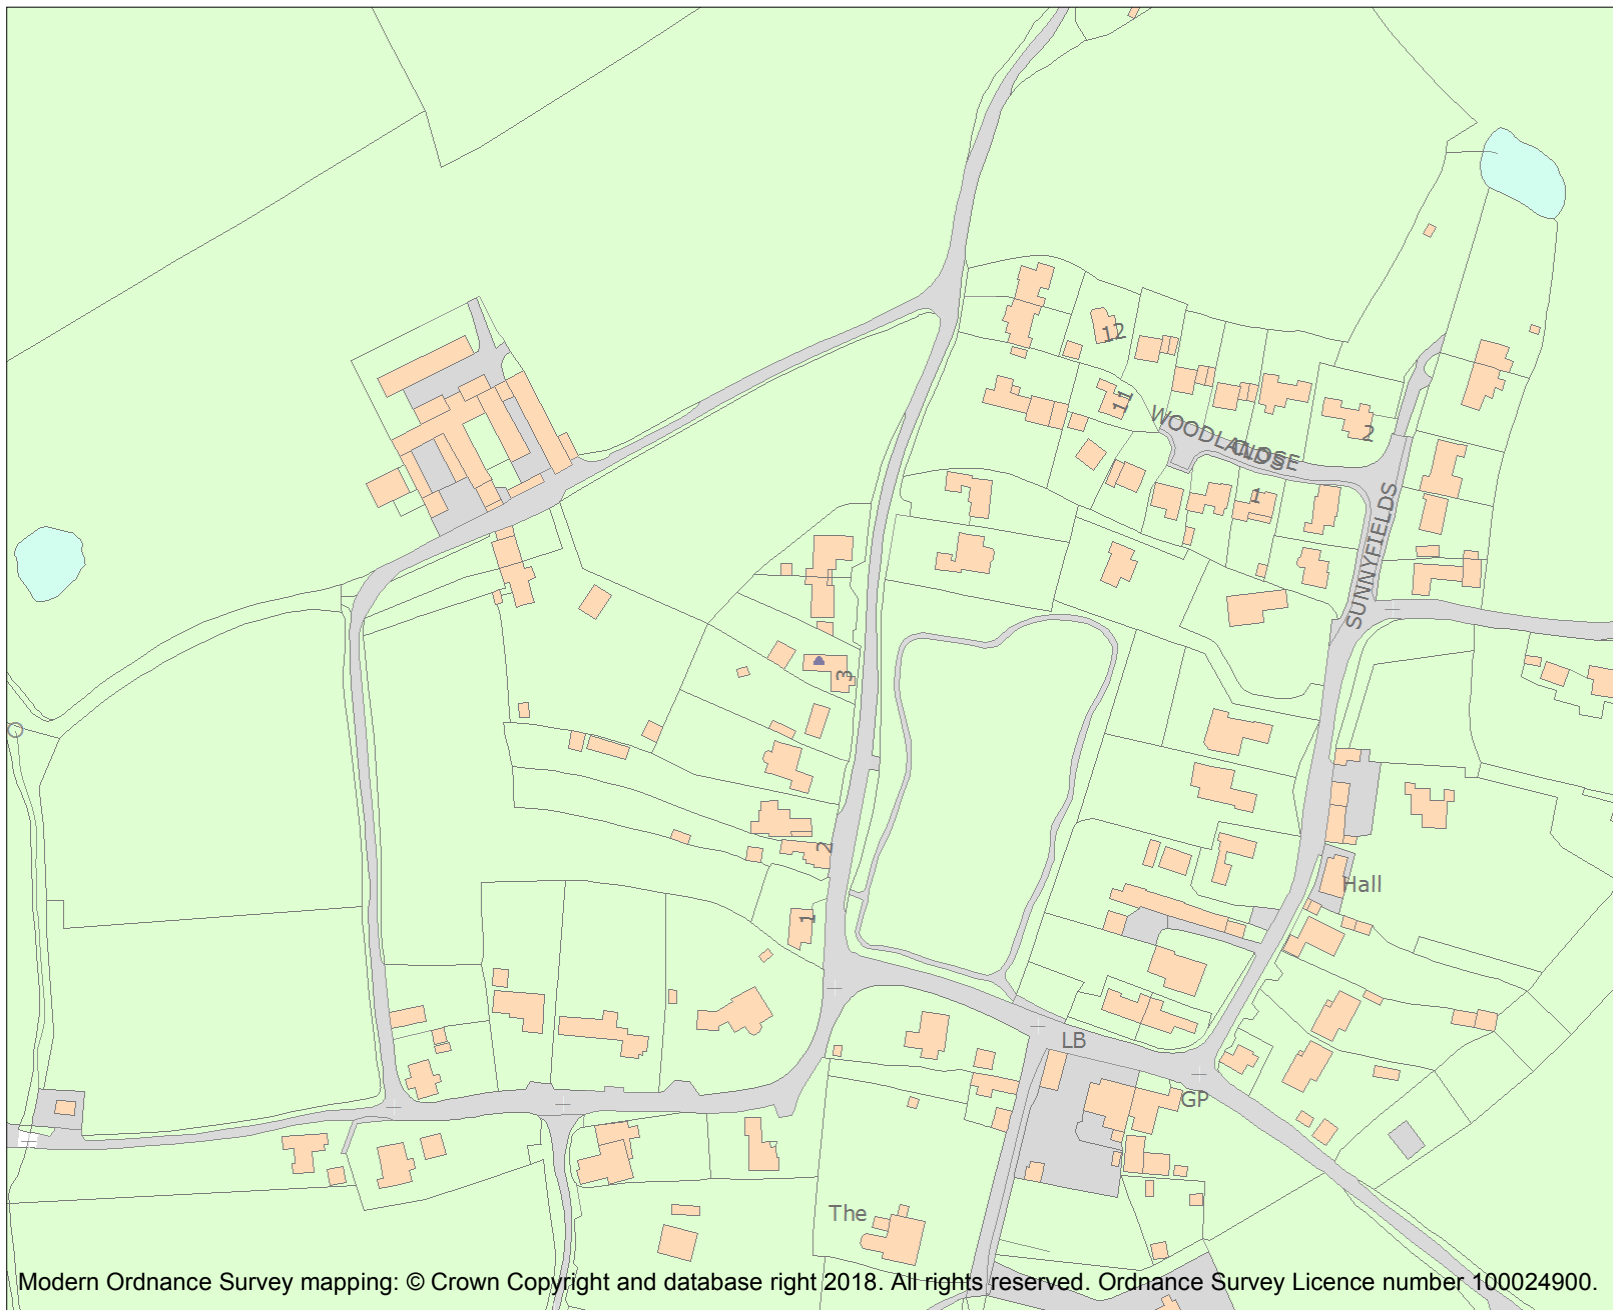 12
11
WOODLANDS
CLOSE
2
1
SUNNYFIELDS
3
2
Hall
1
LB
GP
The
Modern Ordnance Survey mapping: © Crown Copyright and database right 2018. All rights reserved. Ordnance Survey Licence number 100024900.